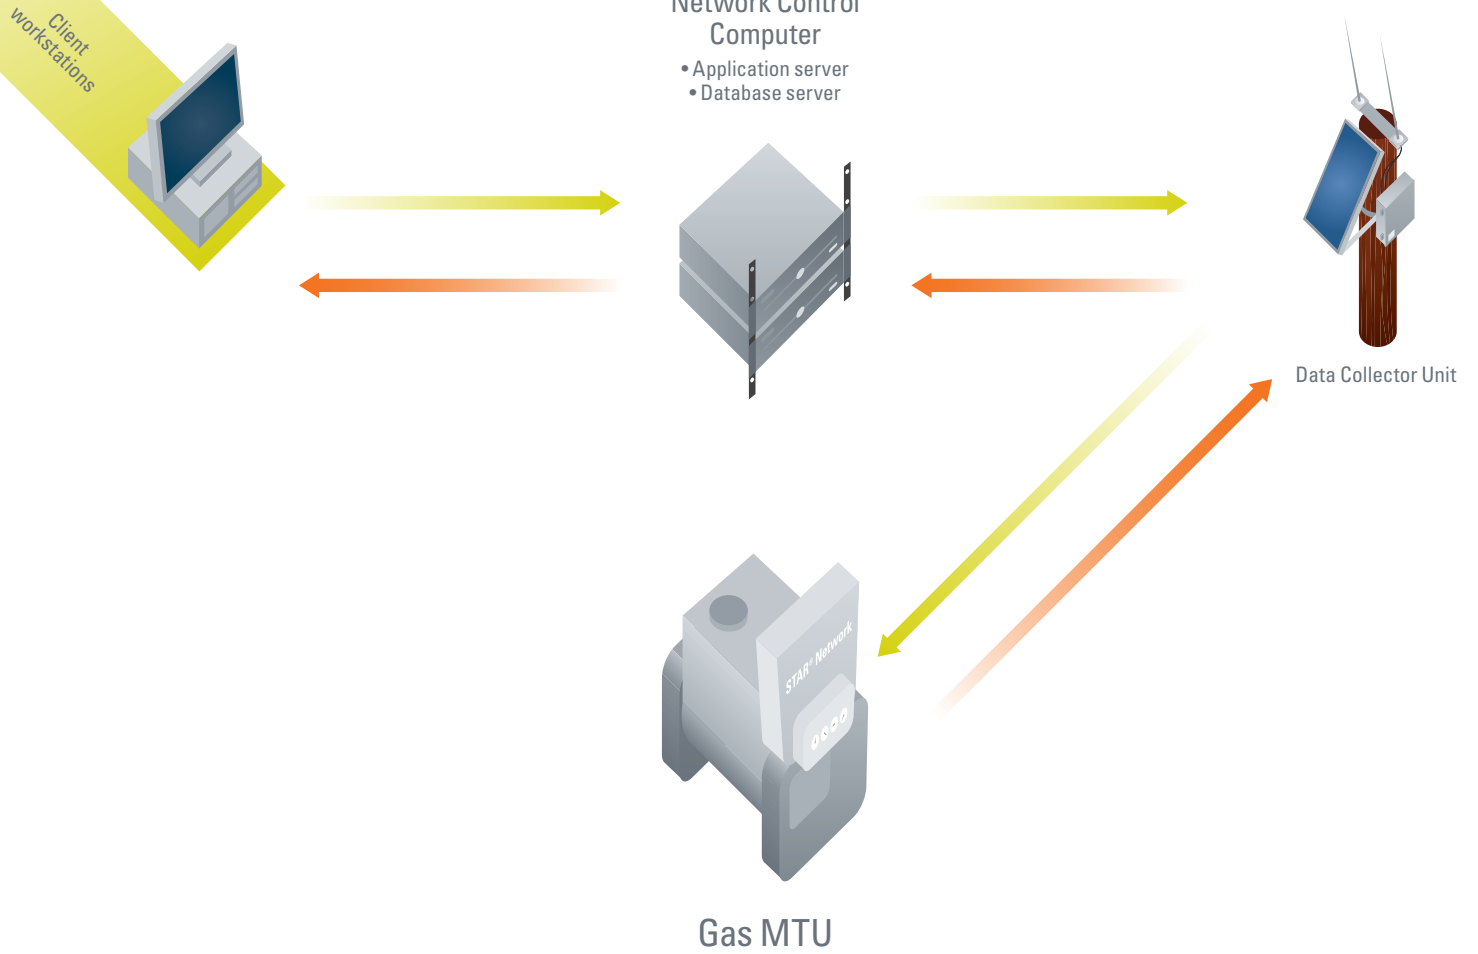 Client
workstations
Network Control
Computer
• Application server
• Database server
Data Collector Unit
STAR® Network
Gas MTU